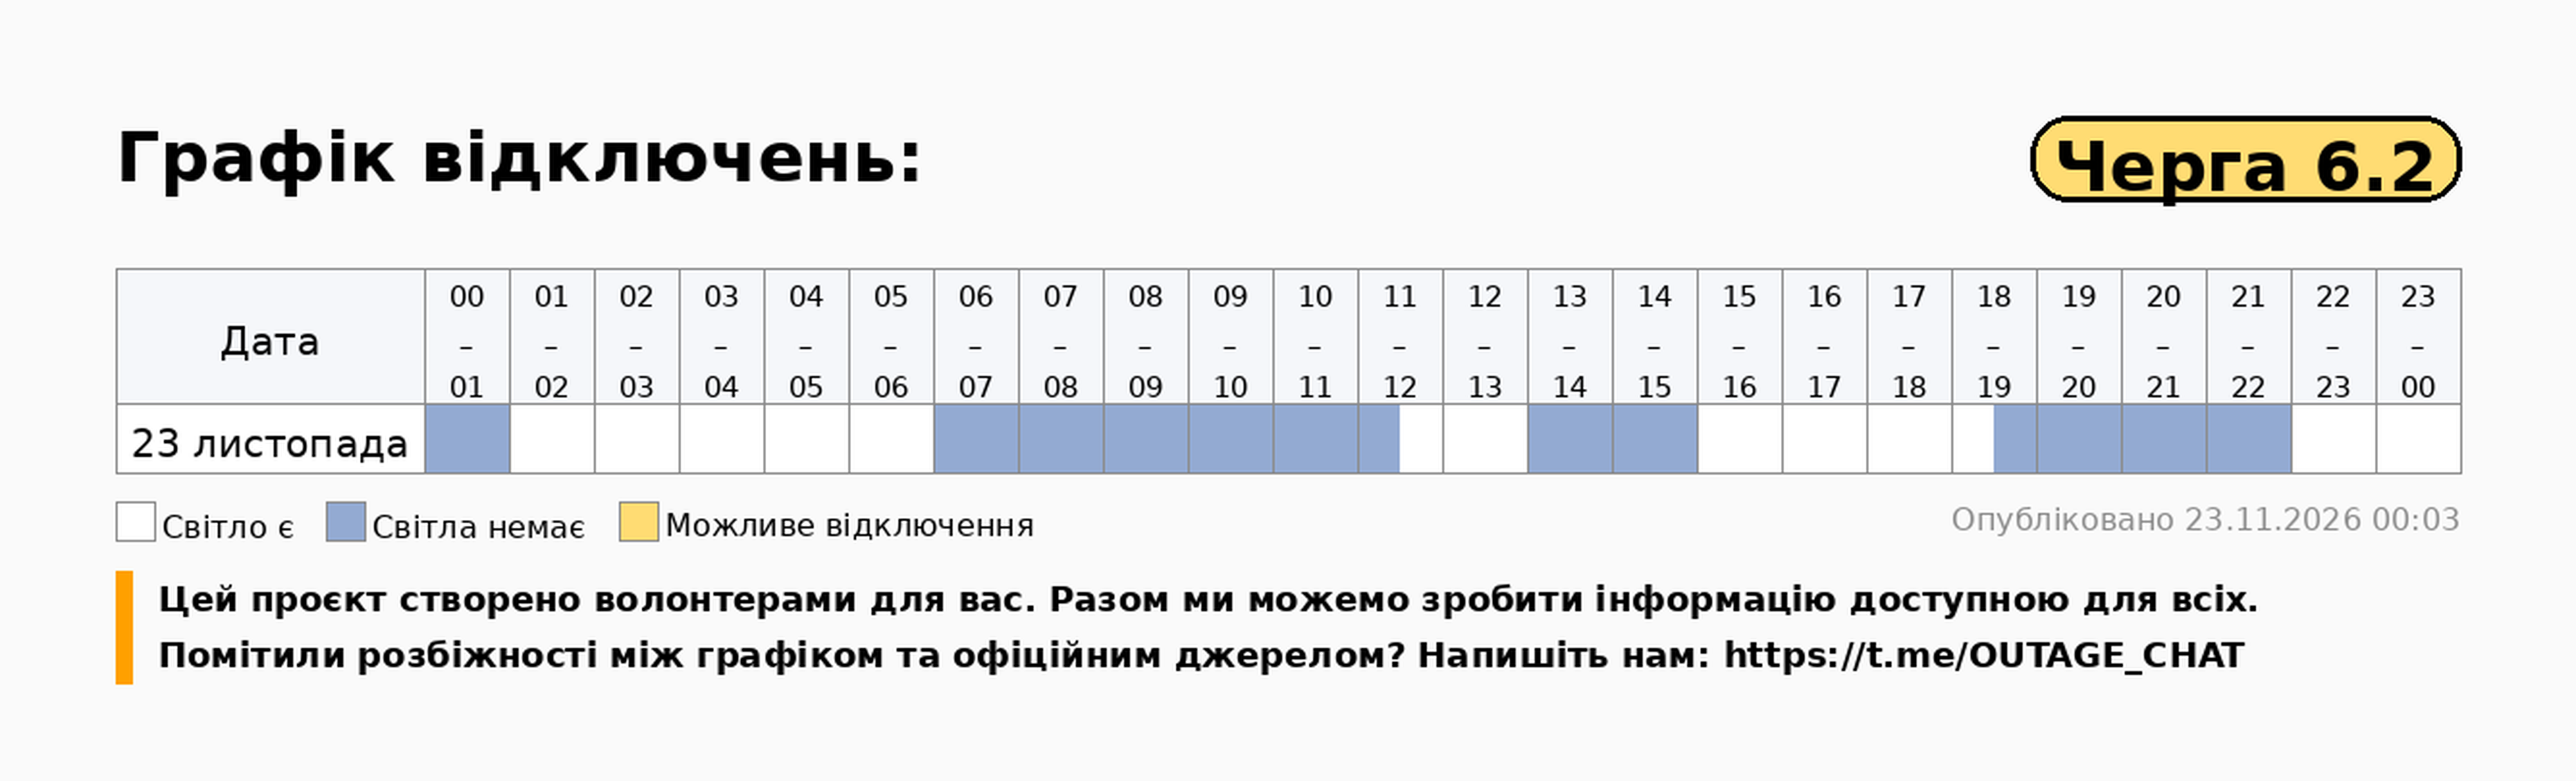 Графік відключень:
Черга 6.2
Дата
00 – 01
01 – 02
02 – 03
03 – 04
04 – 05
05 – 06
06 – 07
07 – 08
08 – 09
09 – 10
10 – 11
11 – 12
12 – 13
13 – 14
14 – 15
15 – 16
16 – 17
17 – 18
18 – 19
19 – 20
20 – 21
21 – 22
22 – 23
23 – 00
23 листопада
Світло є
Світла немає
Можливе відключення
Опубліковано 23.11.2026 00:03
Цей проєкт створено волонтерами для вас. Разом ми можемо зробити інформацію доступною для всіх.
Помітили розбіжності між графіком та офіційним джерелом? Напишіть нам: https://t.me/OUTAGE_CHAT